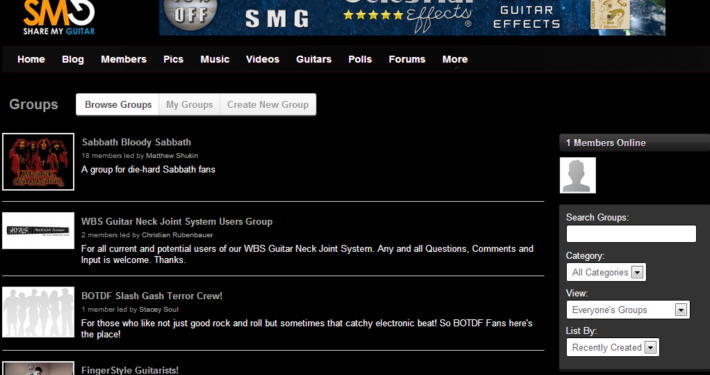 SMG
SHARE MY GUITAR
OFF
SMG
Effects
GUITAR
EFFECTS
Home Blog Members Pics Music Videos Guitars Polls Forums More
Groups
Browse Groups My Groups Create New Group
Sabbath Bloody Sabbath
18 members led by Matthew Shukin
A group for die-hard Sabbath fans
WBS Guitar Neck Joint System Users Group
2 members led by Christian Rubenbauer
For all current and potential users of our WBS Guitar Neck Joint System. Any and all Questions, Comments and
Input is welcome. Thanks.
BOTDF Slash Gash Terror Crew!
1 member led by Stacey Soul
For those who like not just good rock and roll but sometimes that catchy electronic beat! So BOTDF Fans here's
the place!
FingerStyle Guitarists!
1 Members Online
Search Groups:
Category:
All Categories
View:
Everyone's Groups
List By:
Recently Created